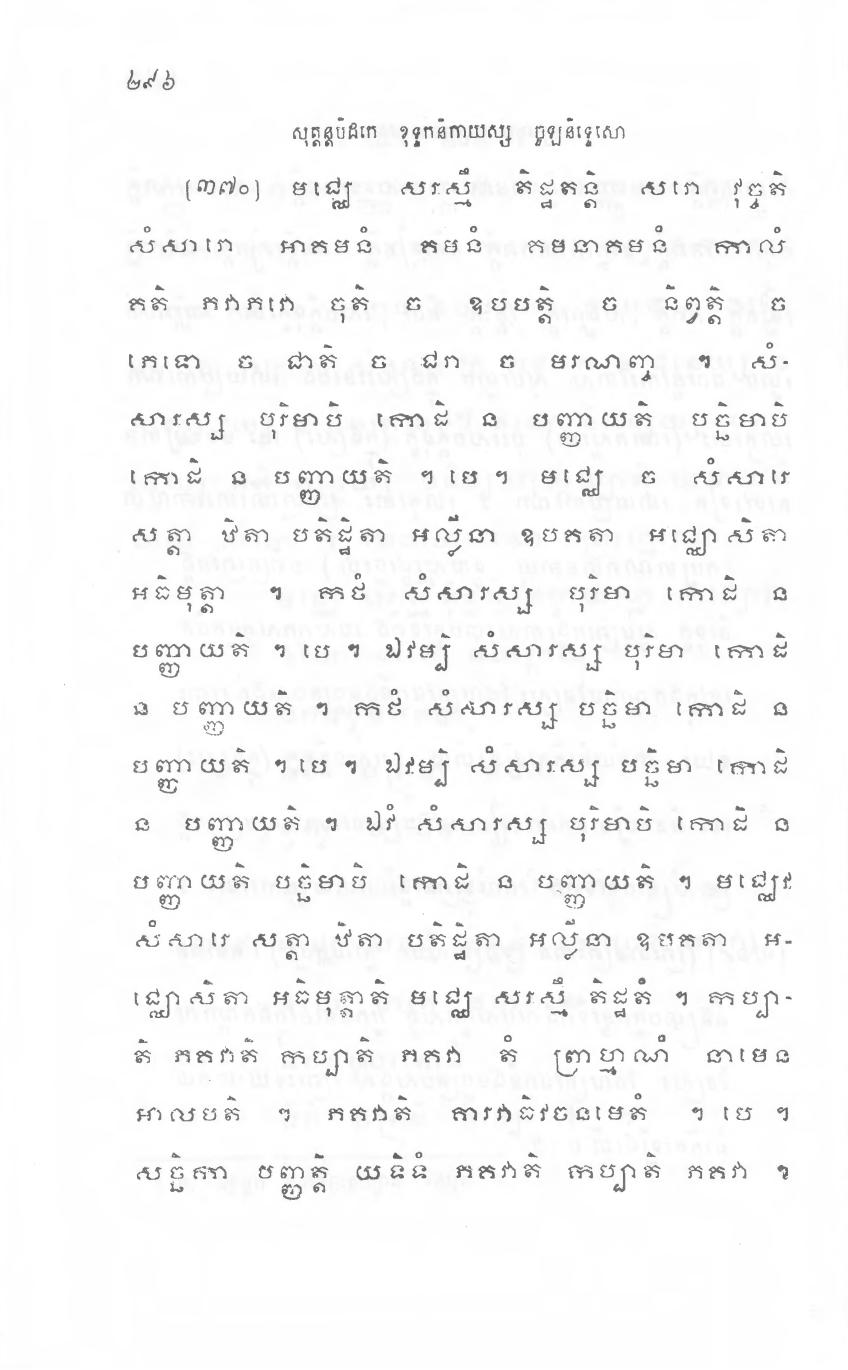 ២៩៦
សុត្តន្តបិដកេ ខុទ្ទកនិកាយស្ស ចូឡនិទ្ទេសោ
(៣៧០) មជ្ឈេ សរស្មឹ តិដ្ឋតន្តិ សរោ វុច្ចតិ
សំសារោ អាគមនំ គមនំ គមនាគមនំ កាលំ
គតិ ភវាភវោ ចុតិ ច ឧបបត្តិ ច និព្វត្តិ ច
ភេទោ ច ជាតិ ច ជរា ច មរណញ្ច ។ សំ-
សារស្ស បុរិមាបិ កោដិ ន បញ្ញាយតិ បច្ឆិមាបិ
កោដិ ន បញ្ញាយតិ ។ បេ ។ មជ្ឈេ ច សំសារេ
សត្តា ឋិតា បតិដ្ឋិតា អល្លីនា ឧបគតា អជ្ឈោសិតា
អធិមុត្តា ។ កថំ សំសារស្ស បុរិមា កោដិ ន
បញ្ញាយតិ ។ បេ ។ ឯវម្បិ សំសារស្ស បុរិមា កោដិ
ន បញ្ញាយតិ ។ កថំ សំសារស្ស បច្ឆិមា កោដិ ន
បញ្ញាយតិ ។ បេ ។ ឯវម្បិ សំសារស្ស បច្ឆិមា កោដិ
ន បញ្ញាយតិ ។ ឯវំ សំសារស្ស បុរិមាបិ កោដិ ន
បញ្ញាយតិ បច្ឆិមាបិ កោដិ ន បញ្ញាយតិ ។ មជ្ឈេវ
សំសារេ សត្តា ឋិតា បតិដ្ឋិតា អល្លីនា ឧបគតា អ-
ជ្ឈោសិតា អធិមុត្តាតិ មជ្ឈេ សរស្មឹ តិដ្ឋតំ ។ កប្បា-
តិ ភគវាតិ កប្បាតិ ភគវា តំ ព្រាហ្មណំ នាមេន
អាលបតិ ។ ភគវាតិ គារវាធិវចនមេតំ ។ បេ ។
សច្ឆិកា បញ្ញត្តិ យទិទំ ភគវាតិ កប្បាតិ ភគវា ។